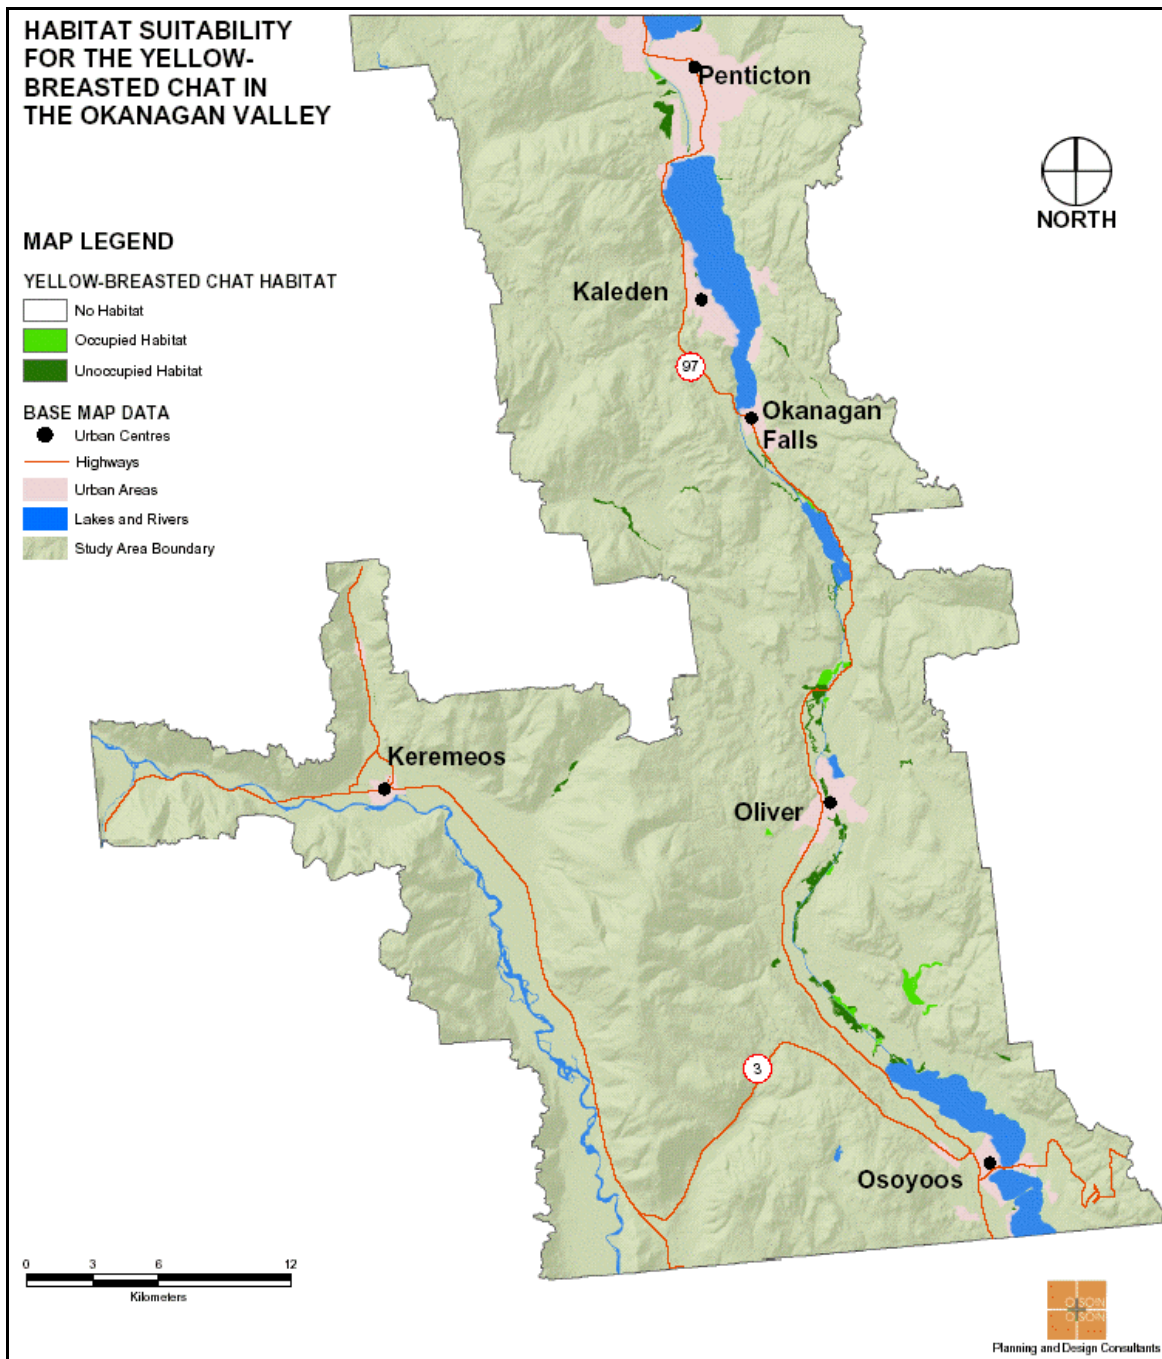 HABITAT SUITABILITY
FOR THE YELLOW-
BREASTED CHAT IN
THE OKANAGAN VALLEY
NORTH
MAP LEGEND
YELLOW-BREASTED CHAT HABITAT
No Habitat
Occupied Habitat
Unoccupied Habitat
BASE MAP DATA
Urban Centres
Highways
Urban Areas
Lakes and Rivers
Study Area Boundary
Penticton
Kaleden
97
Okanagan
Falls
Keremeos
Oliver
3
Osoyoos
0 3 6 12
Kilometers
OLSON
OLSON
Planning and Design Consultants